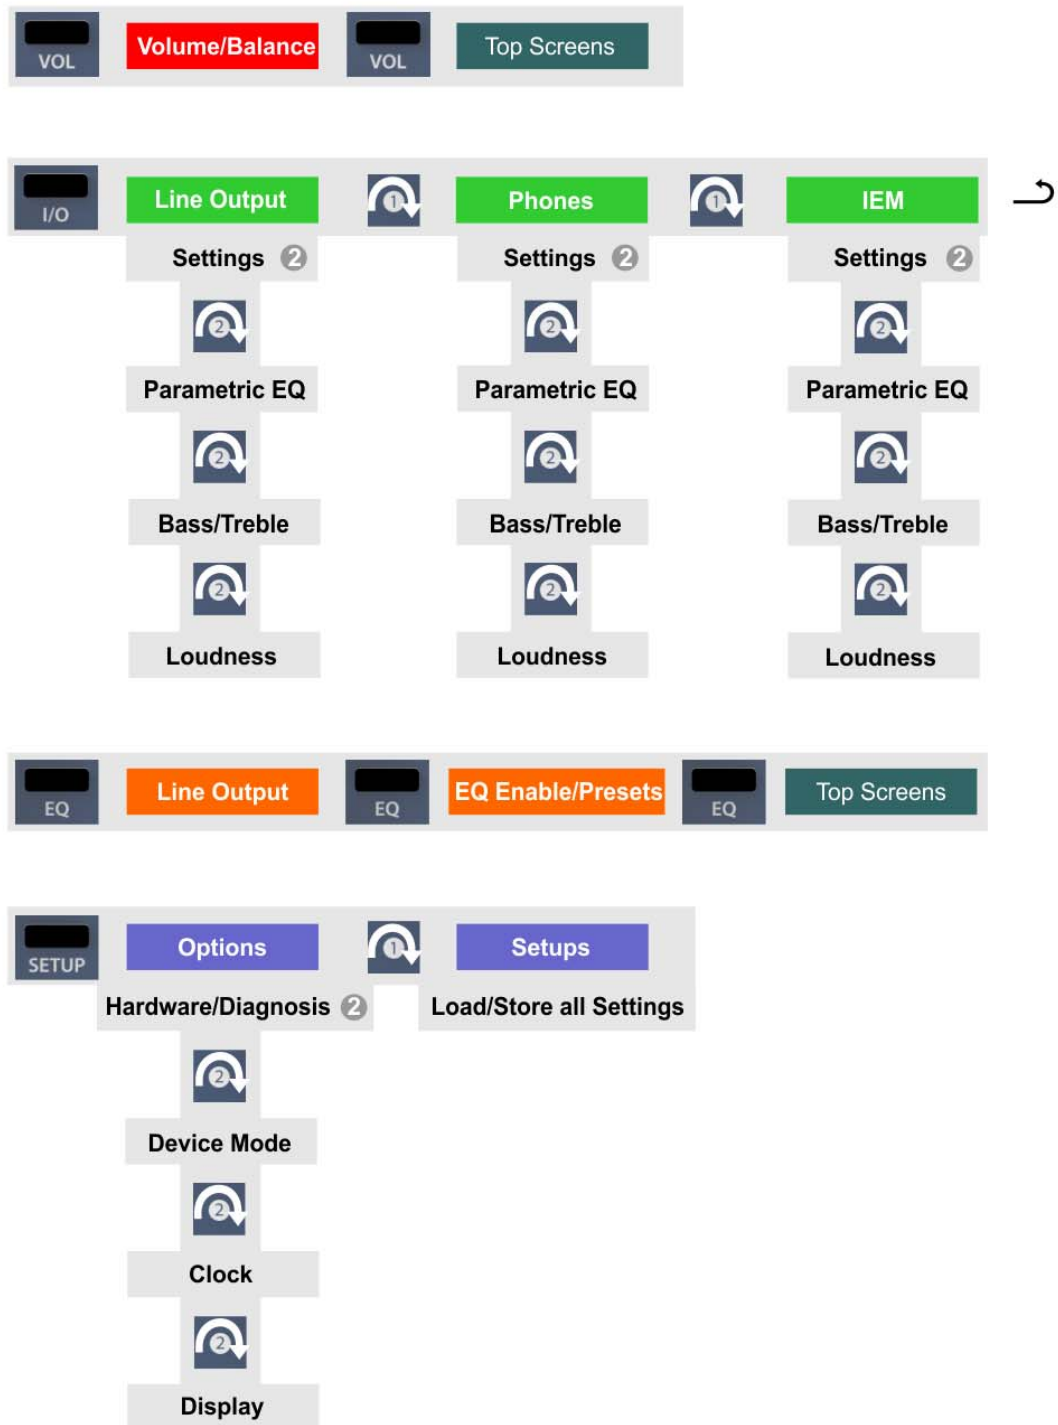 VOL Volume/Balance VOL Top Screens
I/O Line Output 1 Phones 1 IEM
Settings 2 Settings 2 Settings 2
2 2 2
Parametric EQ Parametric EQ Parametric EQ
2 2 2
Bass/Treble Bass/Treble Bass/Treble
2 2 2
Loudness Loudness Loudness
EQ Line Output EQ EQ Enable/Presets EQ Top Screens
SETUP Options 1 Setups
Hardware/Diagnosis 2 Load/Store all Settings
2
Device Mode
2
Clock
2
Display